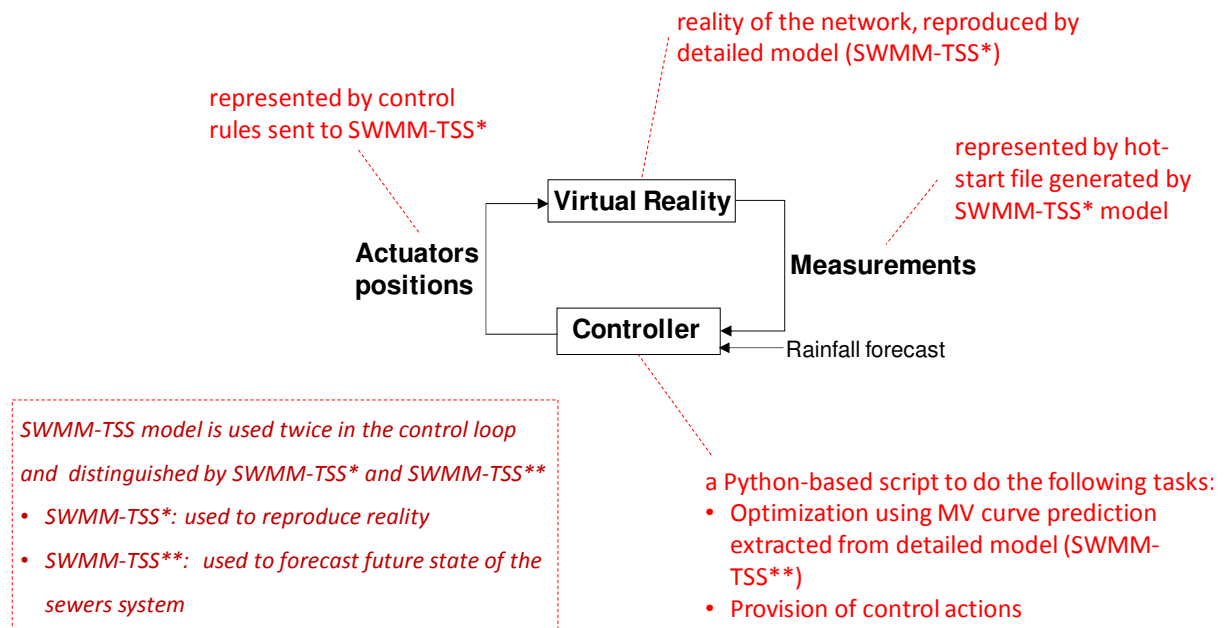 reality of the network, reproduced by
detailed model (SWMM-TSS*)
represented by control
rules sent to SWMM-TSS*
represented by hot-
start file generated by
SWMM-TSS* model
Virtual Reality
Actuators
positions
Measurements
Controller
Rainfall forecast
SWMM-TSS model is used twice in the control loop
and distinguished by SWMM-TSS* and SWMM-TSS**
• SWMM-TSS*: used to reproduce reality
• SWMM-TSS**: used to forecast future state of the
sewers system
a Python-based script to do the following tasks:
• Optimization using MV curve prediction
extracted from detailed model (SWMM-
TSS**)
• Provision of control actions